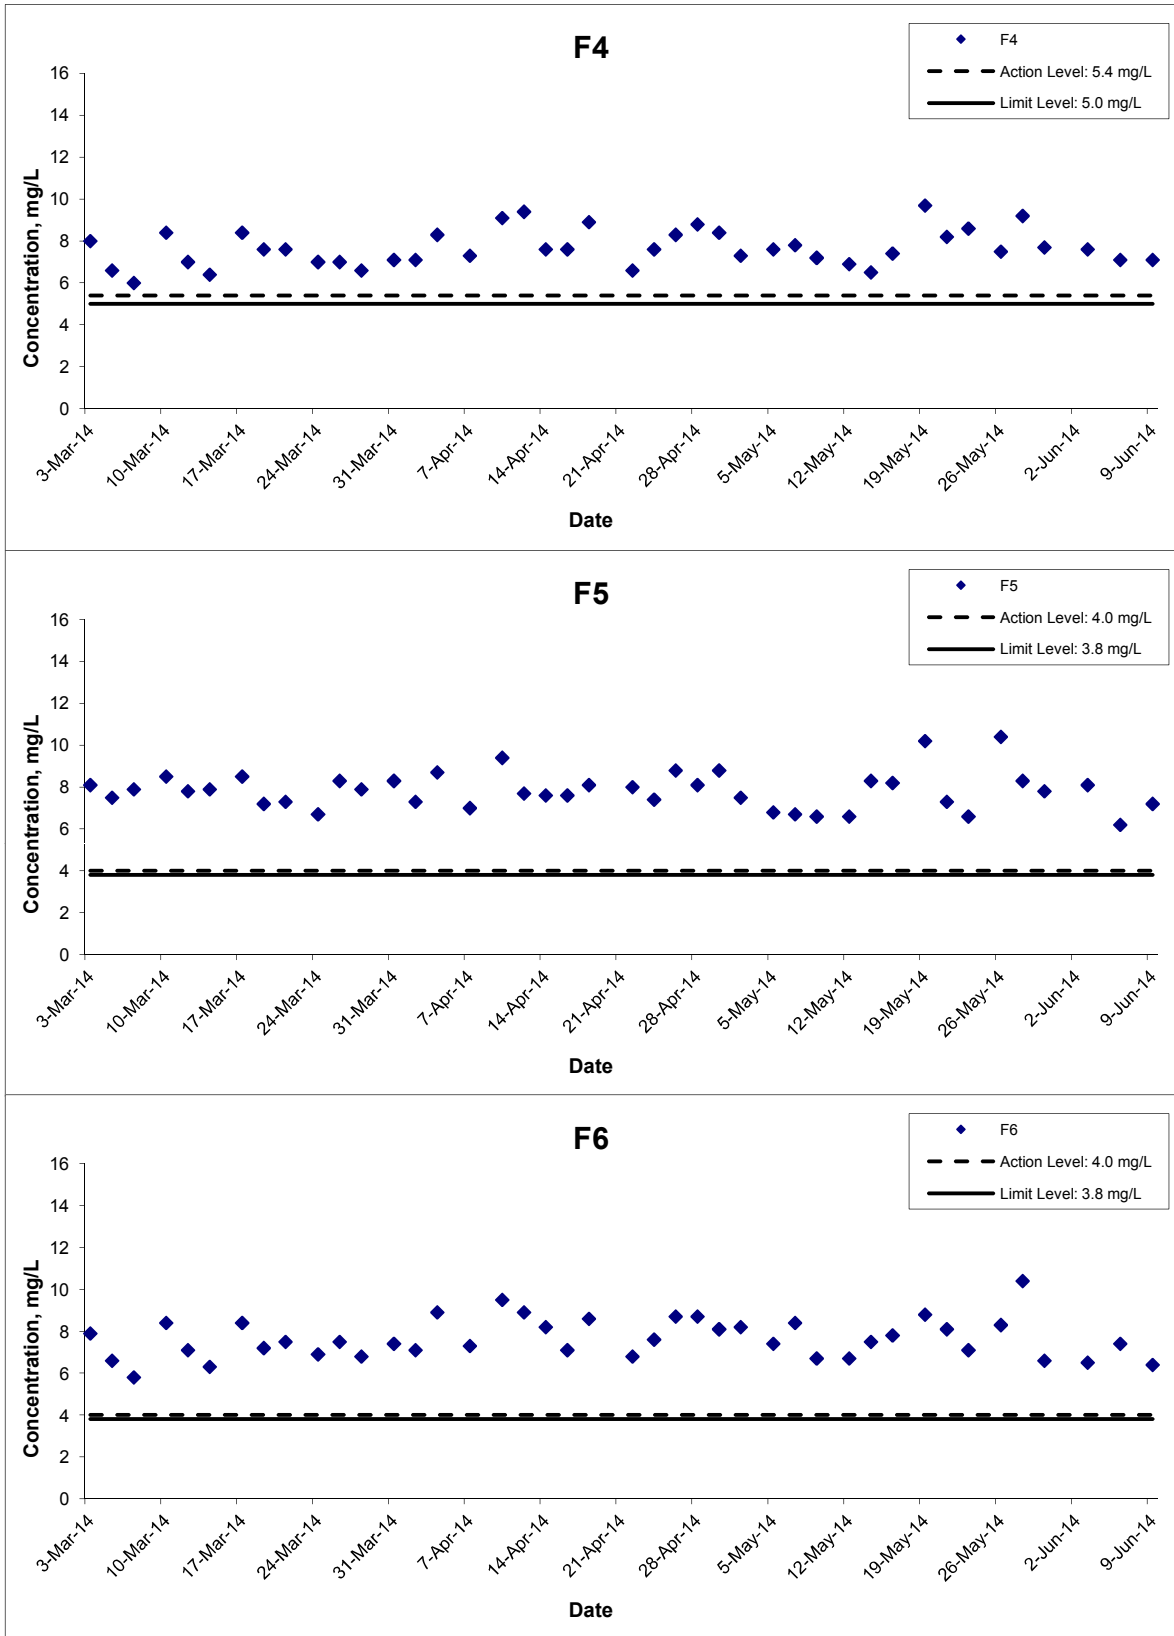 F4
F4
Action Level: 5.4 mg/L
Limit Level: 5.0 mg/L
Concentration, mg/L
16
14
12
10
8
6
4
2
0
3-Mar-14
10-Mar-14
17-Mar-14
24-Mar-14
31-Mar-14
7-Apr-14
14-Apr-14
21-Apr-14
28-Apr-14
5-May-14
12-May-14
19-May-14
26-May-14
2-Jun-14
9-Jun-14
Date
F5
F5
Action Level: 4.0 mg/L
Limit Level: 3.8 mg/L
Concentration, mg/L
16
14
12
10
8
6
4
2
0
3-Mar-14
10-Mar-14
17-Mar-14
24-Mar-14
31-Mar-14
7-Apr-14
14-Apr-14
21-Apr-14
28-Apr-14
5-May-14
12-May-14
19-May-14
26-May-14
2-Jun-14
9-Jun-14
Date
F6
F6
Action Level: 4.0 mg/L
Limit Level: 3.8 mg/L
Concentration, mg/L
16
14
12
10
8
6
4
2
0
3-Mar-14
10-Mar-14
17-Mar-14
24-Mar-14
31-Mar-14
7-Apr-14
14-Apr-14
21-Apr-14
28-Apr-14
5-May-14
12-May-14
19-May-14
26-May-14
2-Jun-14
9-Jun-14
Date